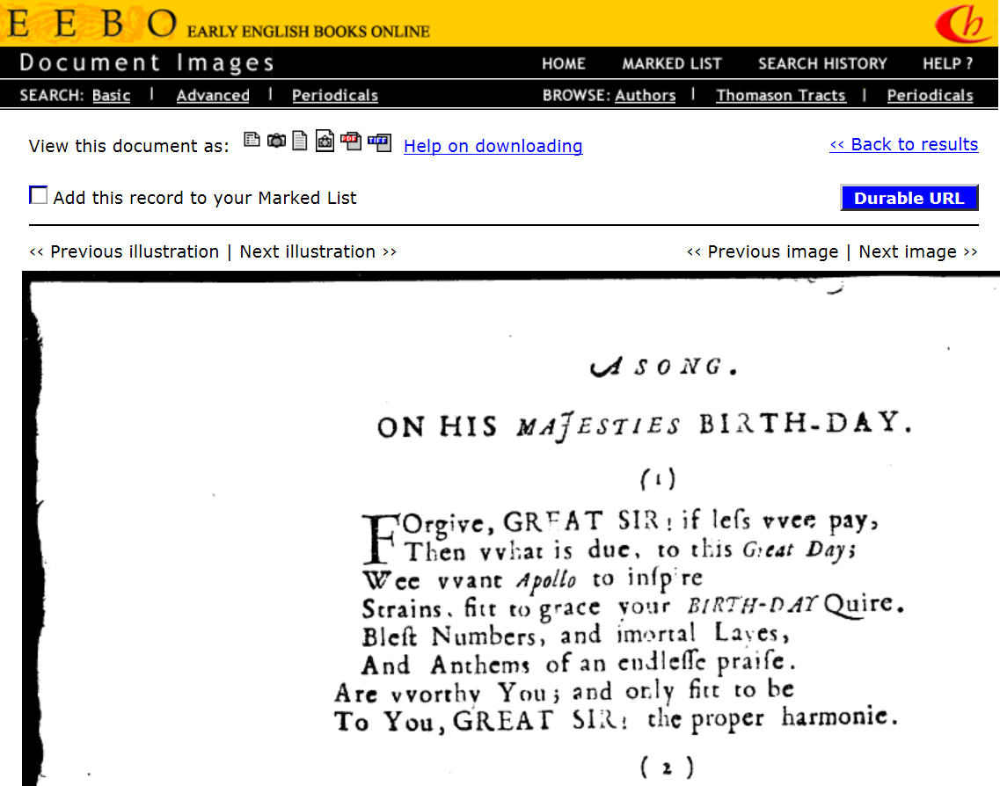 EEBO EARLY ENGLISH BOOKS ONLINE
Document Images HOME MARKED LIST SEARCH HISTORY HELP ?
SEARCH: Basic | Advanced | Periodicals BROWSE: Authors | Thomason Tracts | Periodicals
View this document as: PDF TIFF Help on downloading << Back to results
Add this record to your Marked List Durable URL
‹‹ Previous illustration | Next illustration ›› ‹‹ Previous image | Next image ››
A SONG.
ON HIS MAJESTIES BIRTH-DAY.
(1)
FOrgive, GREAT SIR! if leſs vvee pay,
Then vvhat is due, to this Great Day;
Wee vvant Apollo to inſpire
Strains, fitt to grace your BIRTH-DAY Quire.
Bleſt Numbers, and imortal Layes,
And Anthems of an endleſſe praiſe.
Are vvorthy You; and only fitt to be
To You, GREAT SIR! the proper harmonie.
(2)